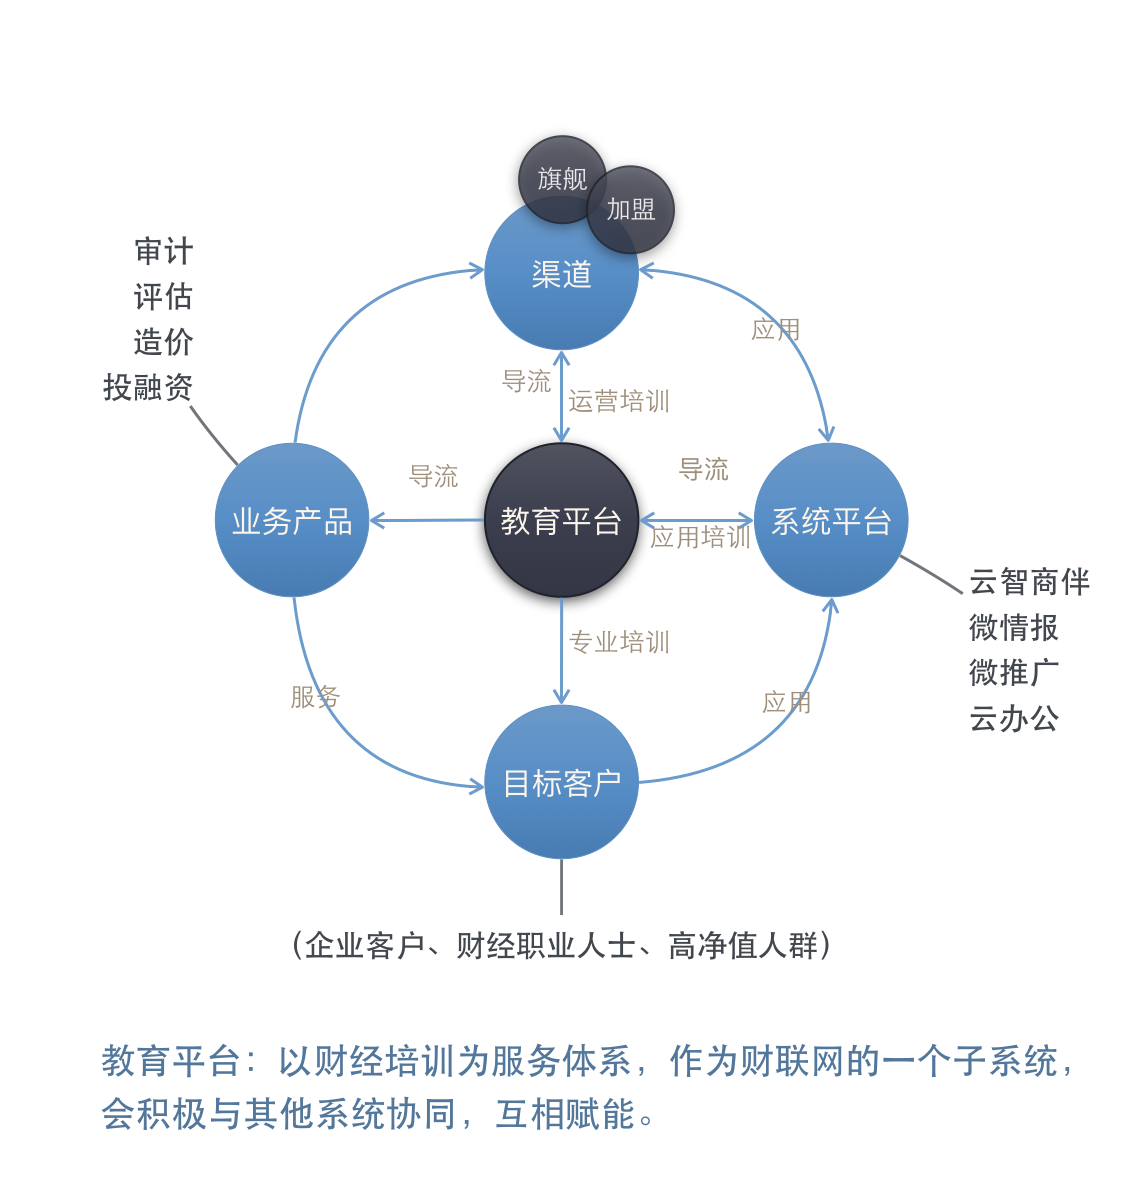 旗舰
加盟
渠道
审计
评估
造价
投融资
应用
导流
运营培训
导流
导流
业务产品
教育平台
系统平台
应用培训
云智商伴
微情报
微推广
云办公
专业培训
服务
应用
目标客户
（企业客户、财经职业人士、高净值人群）
教育平台：以财经培训为服务体系，作为财联网的一个子系统，
会积极与其他系统协同，互相赋能。